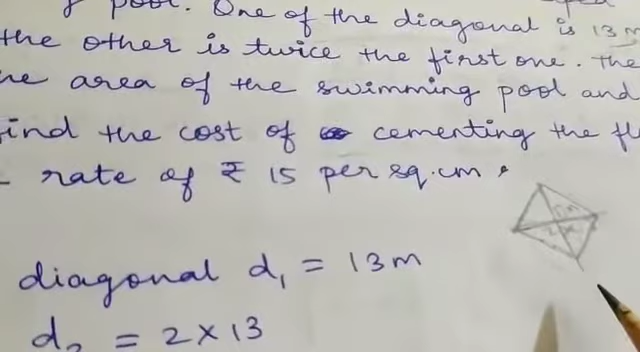 pool. One of the diagonal is 13 m
the other is twice the first one. The
area of the swimming pool and
find the cost of cementing the
rate of ₹ 15 per sq.cm.
diagonal d₁ = 13m
d₂ = 2 × 13